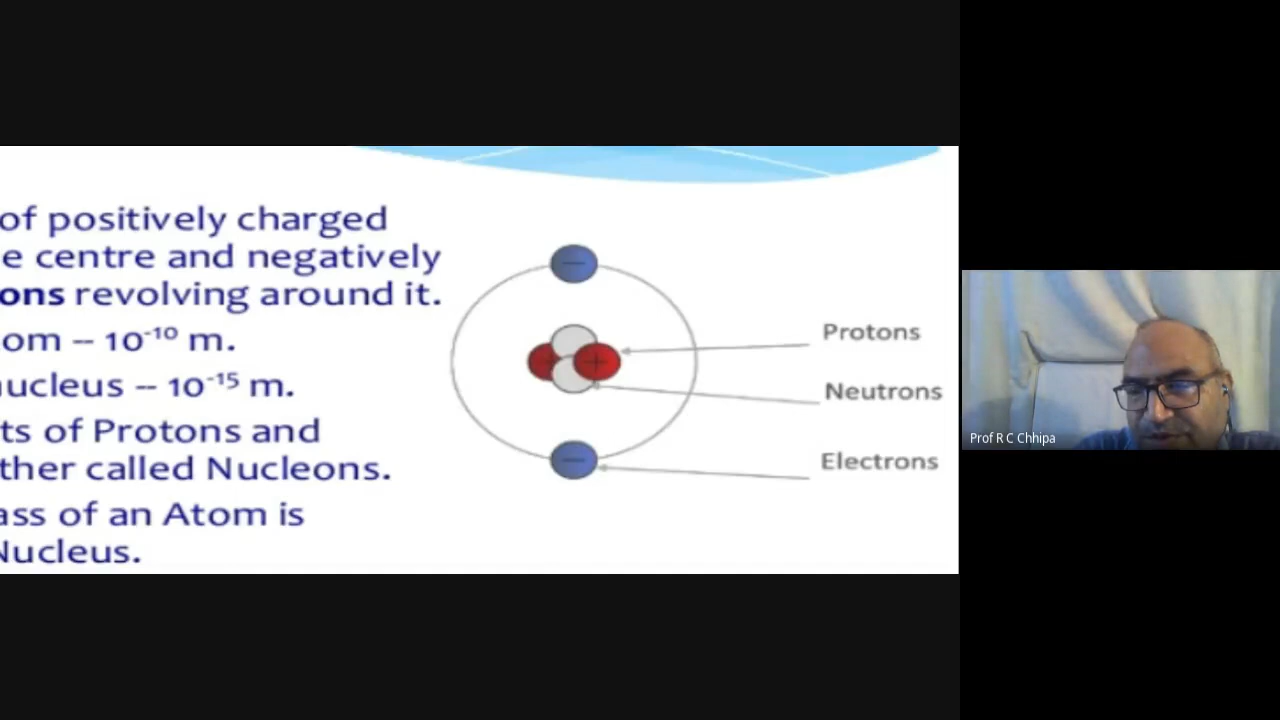 of positively charged
e centre and negatively
ons revolving around it.
om -- 10⁻¹⁰ m.
nucleus -- 10⁻¹⁵ m.
ts of Protons and
ther called Nucleons.
ass of an Atom is
Nucleus.
−
+
−
Protons
Neutrons
Electrons
Prof R C Chhipa